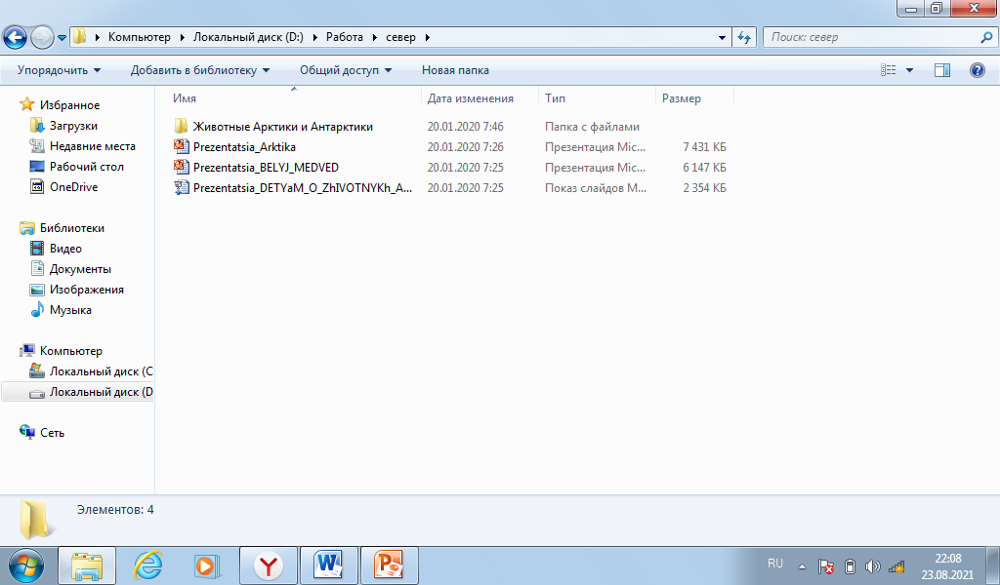 Компьютер Локальный диск (D:) Работа север
Поиск: север
Упорядочить Добавить в библиотеку Общий доступ Новая папка
Имя Дата изменения Тип Размер
Животные Арктики и Антарктики 20.01.2020 7:46 Папка с файлами
Prezentatsia_Arktika 20.01.2020 7:26 Презентация Mic... 7 431 КБ
Prezentatsia_BELYJ_MEDVED 20.01.2020 7:25 Презентация Mic... 6 147 КБ
Prezentatsia_DETYaM_O_ZhIVOTNYKh_A... 20.01.2020 7:25 Показ слайдов M... 2 354 КБ
Избранное
Загрузки
Недавние места
Рабочий стол
OneDrive
Библиотеки
Видео
Документы
Изображения
Музыка
Компьютер
Локальный диск (C
Локальный диск (D
Сеть
Элементов: 4
RU
22:08
23.08.2021